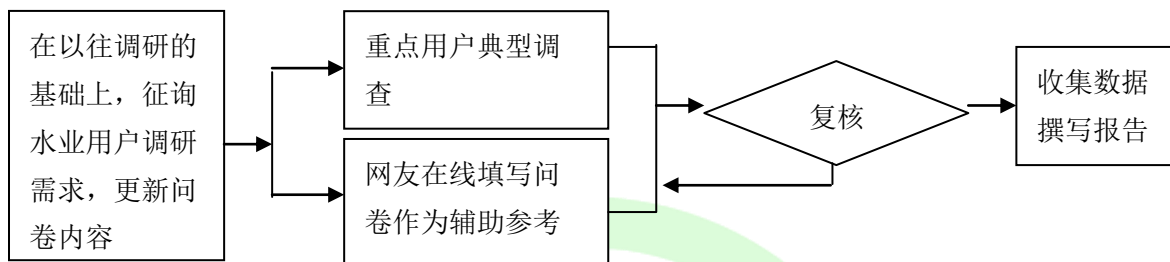 在以往调研的
基础上，征询
水业用户调研
需求，更新问
卷内容
重点用户典型调
查
网友在线填写问
卷作为辅助参考
复核
收集数据
撰写报告